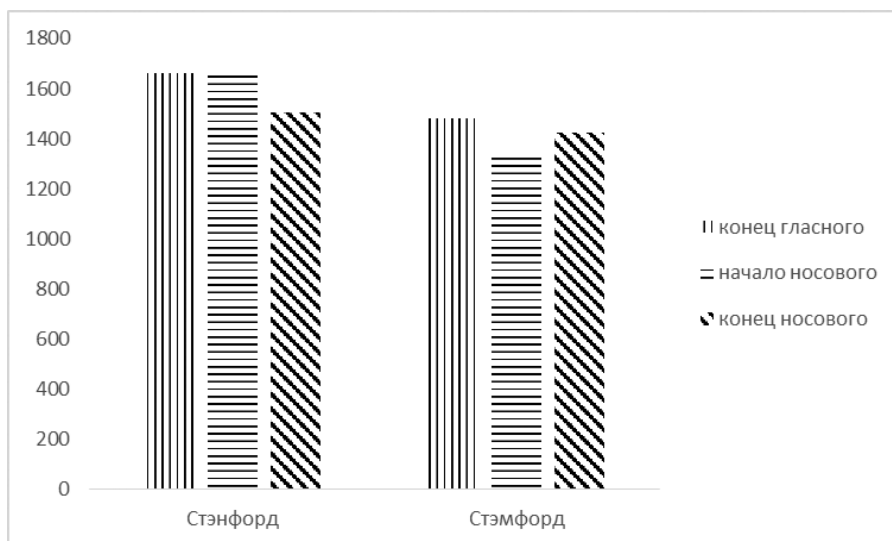 1800
1600
1400
1200
1000
800
600
400
200
0
Стэнфорд
Стэмфорд
конец гласного
начало носового
конец носового